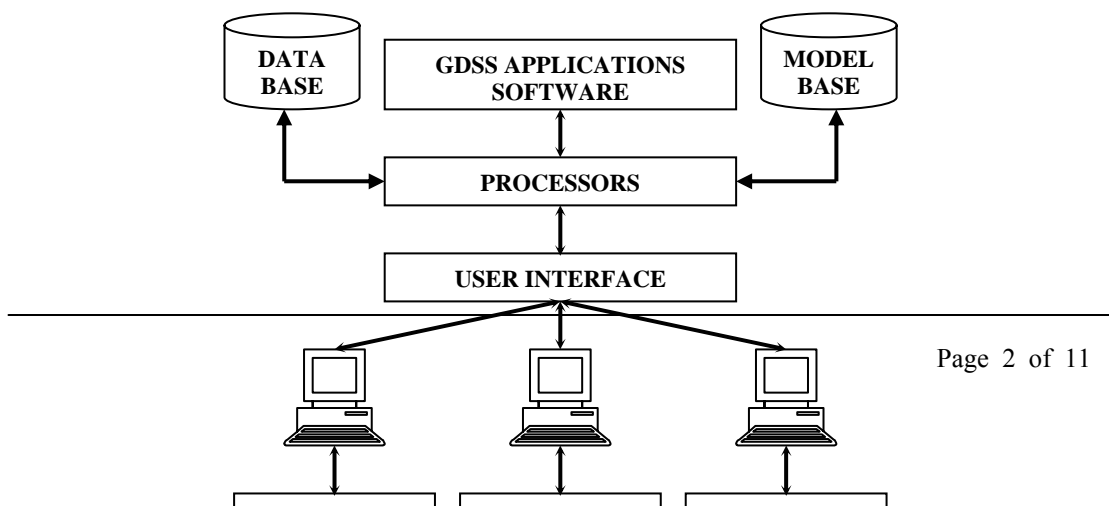 DATA
BASE
GDSS APPLICATIONS
SOFTWARE
MODEL
BASE
PROCESSORS
USER INTERFACE
Page 2 of 11